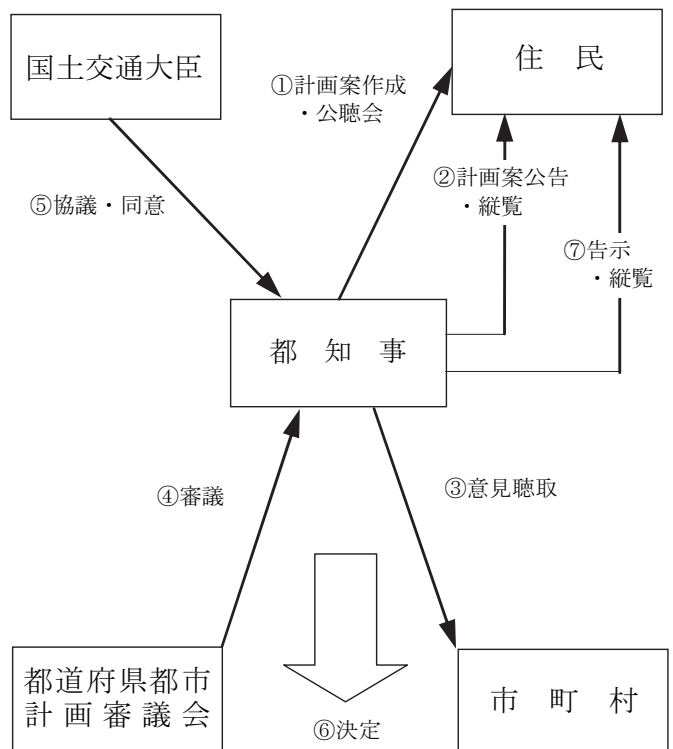 国土交通大臣
住民
①計画案作成
・公聴会
②計画案公告
・縦覧
⑤協議・同意
⑦告示
・縦覧
都知事
④審議
③意見聴取
都道府県都市
計画審議会
市町村
⑥決定